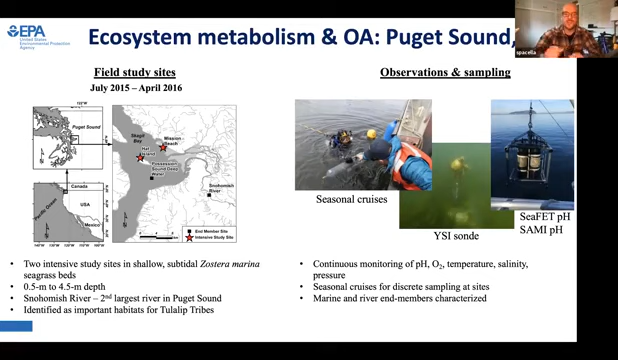 EPA
United States
Environmental Protection
Agency
Ecosystem metabolism & OA: Puget Sound,
spacella
Field study sites
July 2015 – April 2016
Observations & sampling
Puget Sound
Canada
USA
Mexico
Pacific Ocean
Skagit
Bay
Mission
Beach
Hat
Island
Possession
Sound Deep
Water
Snohomish
River
End Member Site
Intensive Study Site
Seasonal cruises
YSI sonde
SeaFET pH
SAMI pH
• Two intensive study sites in shallow, subtidal Zostera marina
seagrass beds
• 0.5-m to 4.5-m depth
• Snohomish River – 2nd largest river in Puget Sound
• Identified as important habitats for Tulalip Tribes
• Continuous monitoring of pH, O2, temperature, salinity,
pressure
• Seasonal cruises for discrete sampling at sites
• Marine and river end-members characterized